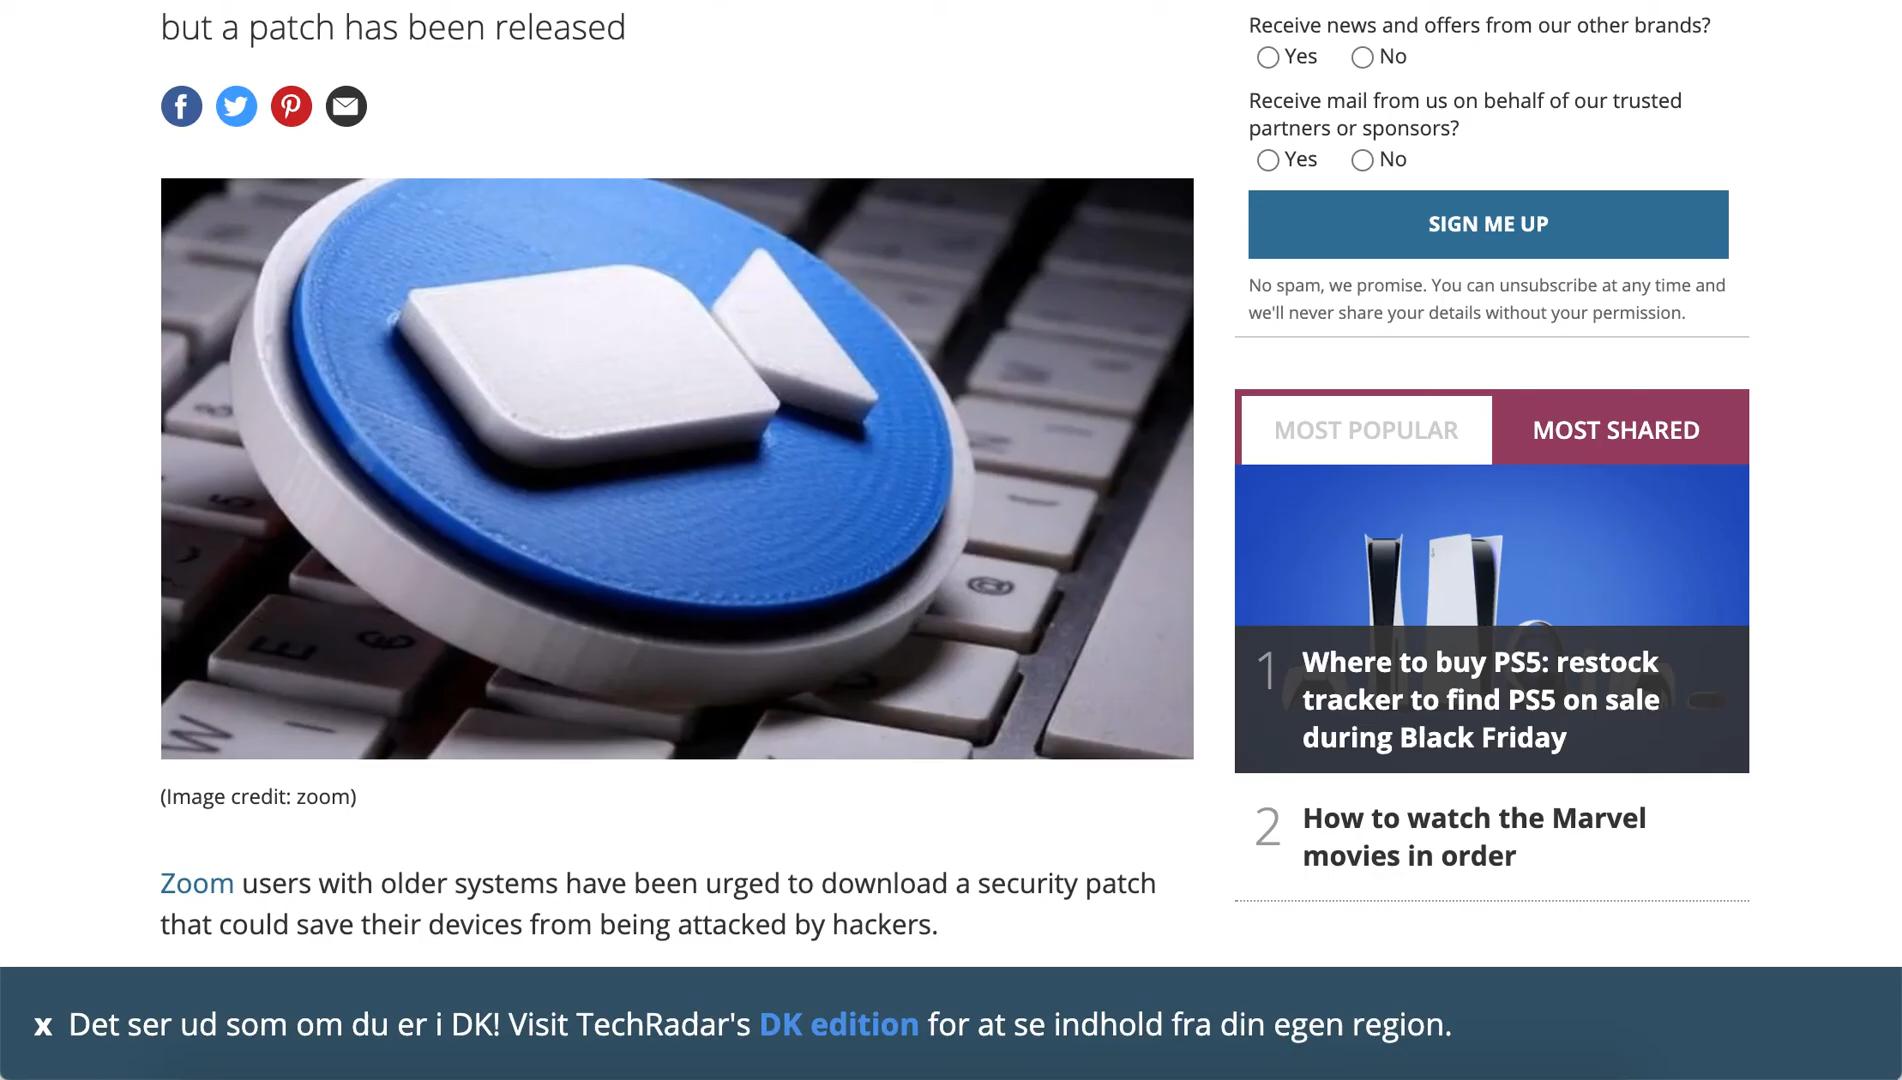 but a patch has been released
(Image credit: zoom)
Zoom users with older systems have been urged to download a security patch
that could save their devices from being attacked by hackers.
Receive news and offers from our other brands?
Yes No
Receive mail from us on behalf of our trusted
partners or sponsors?
Yes No
SIGN ME UP
No spam, we promise. You can unsubscribe at any time and
we'll never share your details without your permission.
MOST POPULAR MOST SHARED
1 Where to buy PS5: restock
tracker to find PS5 on sale
during Black Friday
2 How to watch the Marvel
movies in order
x Det ser ud som om du er i DK! Visit TechRadar's DK edition for at se indhold fra din egen region.